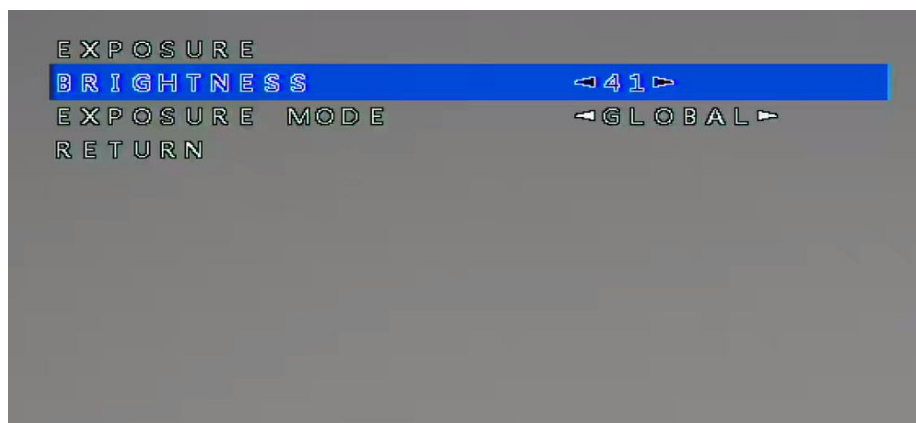 EXPOSURE
BRIGHTNESS ◄41►
EXPOSURE MODE ◄GLOBAL►
RETURN